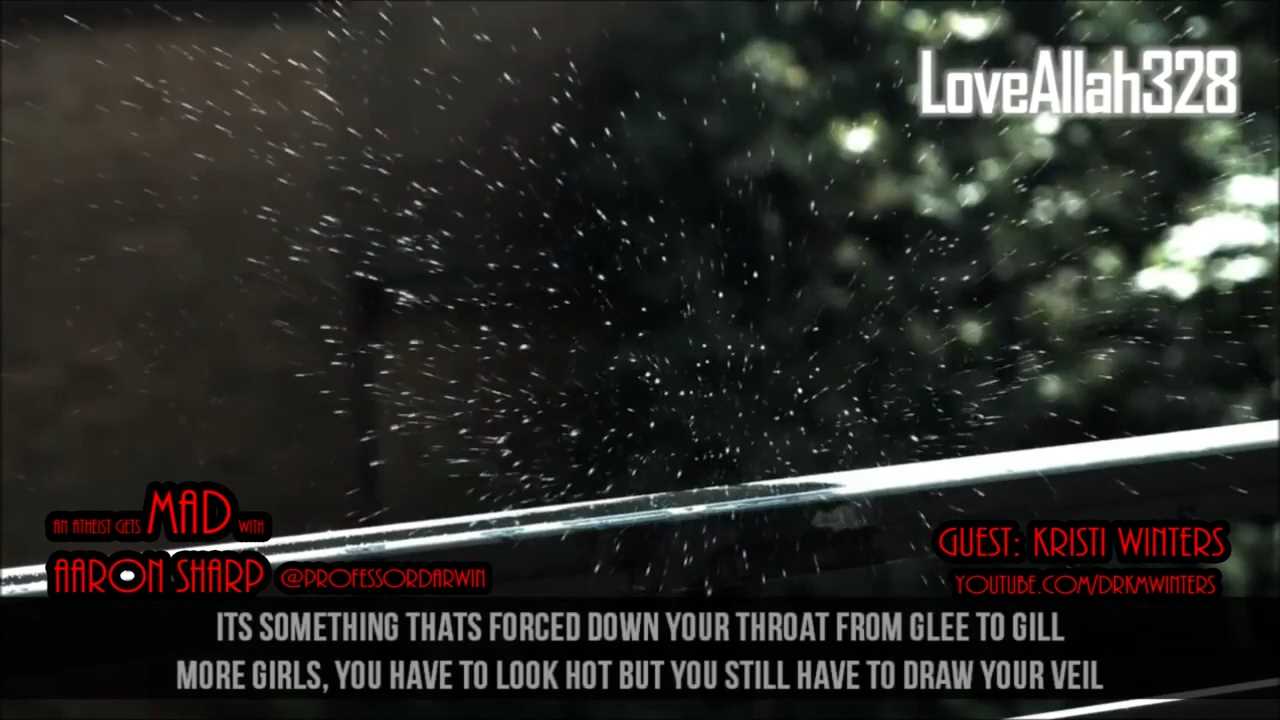 LoveAllah328
AN ATHEIST GETS MAD WITH
AARON SHARP @PROFESSORDARWIN
GUEST: KRISTI WINTERS
YOUTUBE.COM/DRKMWINTERS
ITS SOMETHING THATS FORCED DOWN YOUR THROAT FROM GLEE TO GILL
MORE GIRLS, YOU HAVE TO LOOK HOT BUT YOU STILL HAVE TO DRAW YOUR VEIL